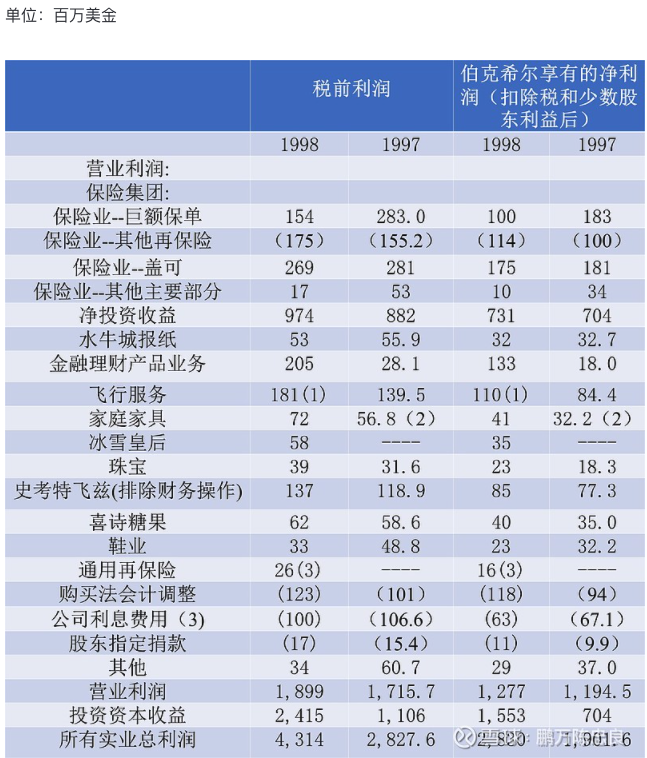 单位：百万美金
税前利润 伯克希尔享有的净利
润（扣除税和少数股
东利益后）
1998 1997 1998 1997
营业利润:
保险集团:
保险业--巨额保单 154 283.0 100 183
保险业--其他再保险 (175) (155.2) (114) (100)
保险业--盖可 269 281 175 181
保险业--其他主要部分 17 53 10 34
净投资收益 974 882 731 704
水牛城报纸 53 55.9 32 32.7
金融理财产品业务 205 28.1 133 18.0
飞行服务 181(1) 139.5 110(1) 84.4
家庭家具 72 56.8（2） 41 32.2（2）
冰雪皇后 58 ---- 35 ----
珠宝 39 31.6 23 18.3
史考特飞兹(排除财务操作) 137 118.9 85 77.3
喜诗糖果 62 58.6 40 35.0
鞋业 33 48.8 23 32.2
通用再保险 26(3) ---- 16(3) ----
购买法会计调整 (123) (101) (118) (94)
公司利息费用（3) (100) (106.6) (63) (67.1)
股东指定捐款 (17) (15.4) (11) (9.9)
其他 34 60.7 29 37.0
营业利润 1,899 1,715.7 1,277 1,194.5
投资资本收益 2,415 1,106 1,553 704
所有实业总利润 4,314 2,827.6 2,830 1,901.6